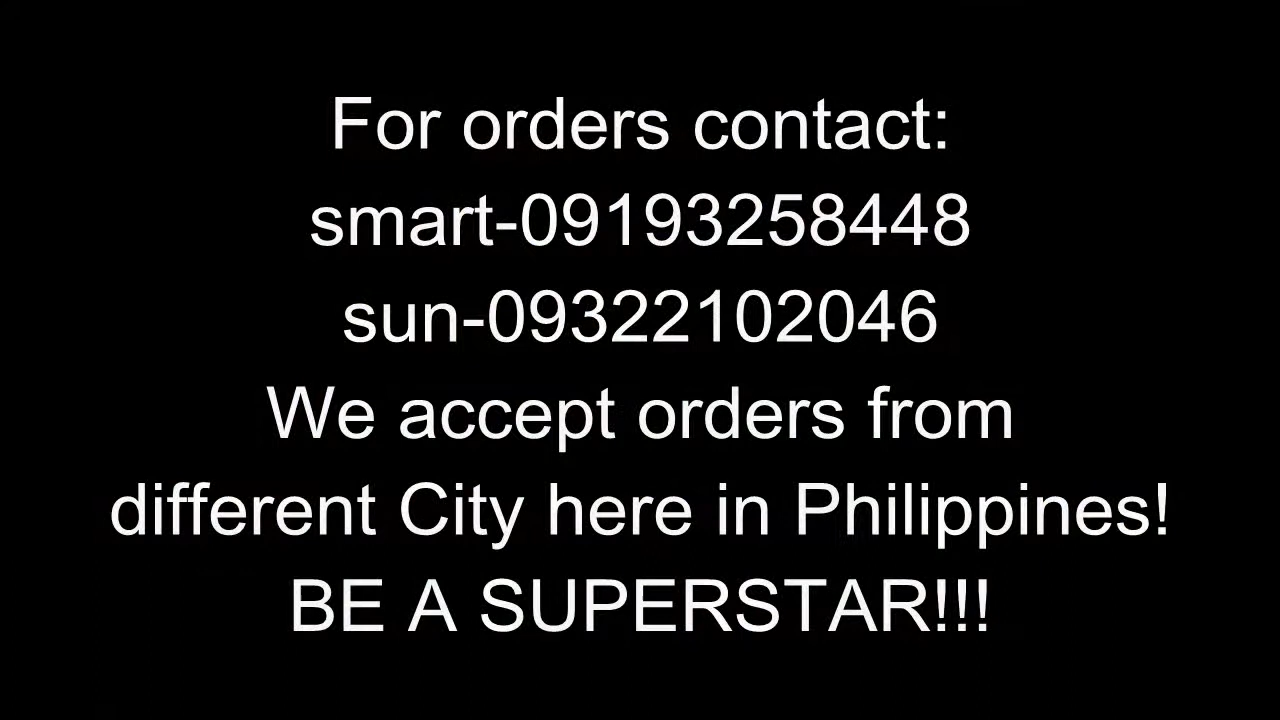 For orders contact:
smart-09193258448
sun-09322102046
We accept orders from
different City here in Philippines!
BE A SUPERSTAR!!!